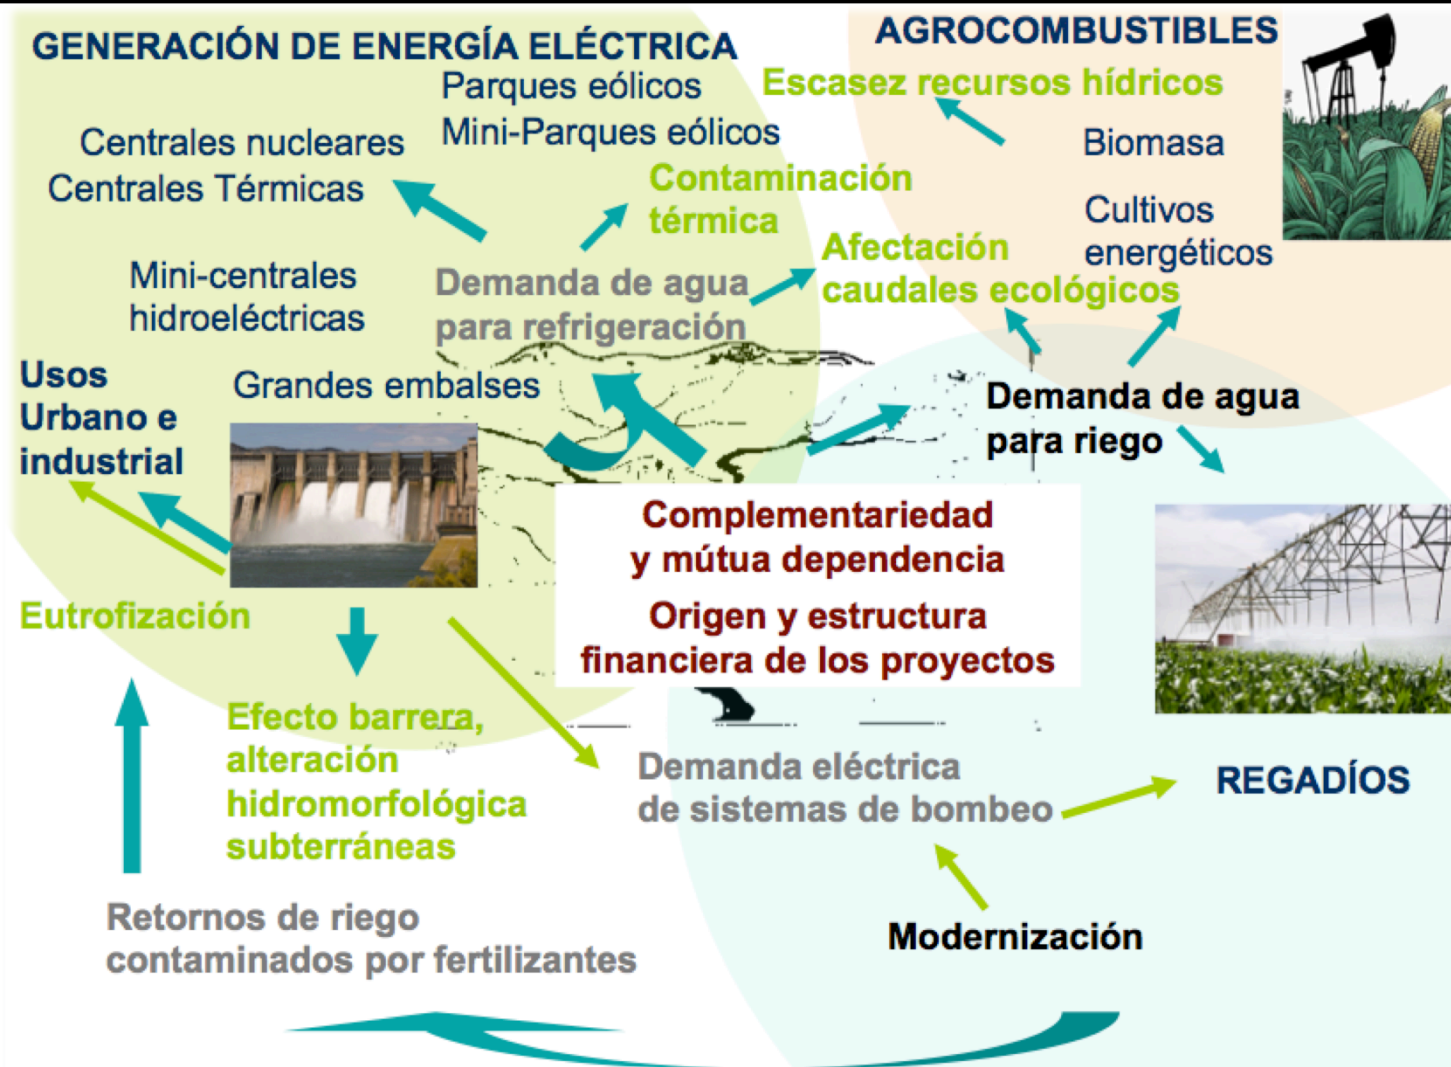 GENERACIÓN DE ENERGÍA ELÉCTRICA
Parques eólicos
Mini-Parques eólicos
Centrales nucleares
Centrales Térmicas
Mini-centrales
hidroeléctricas
Grandes embalses
Demanda de agua
para refrigeración
Contaminación
térmica
AGROCOMBUSTIBLES
Escasez recursos hídricos
Biomasa
Cultivos
energéticos
Afectación
caudales ecológicos
Demanda de agua
para riego
Usos
Urbano e
industrial
Complementariedad
y mútua dependencia
Origen y estructura
financiera de los proyectos
Eutrofización
Efecto barrera,
alteración
hidromorfológica
subterráneas
Demanda eléctrica
de sistemas de bombeo
REGADÍOS
Retornos de riego
contaminados por fertilizantes
Modernización